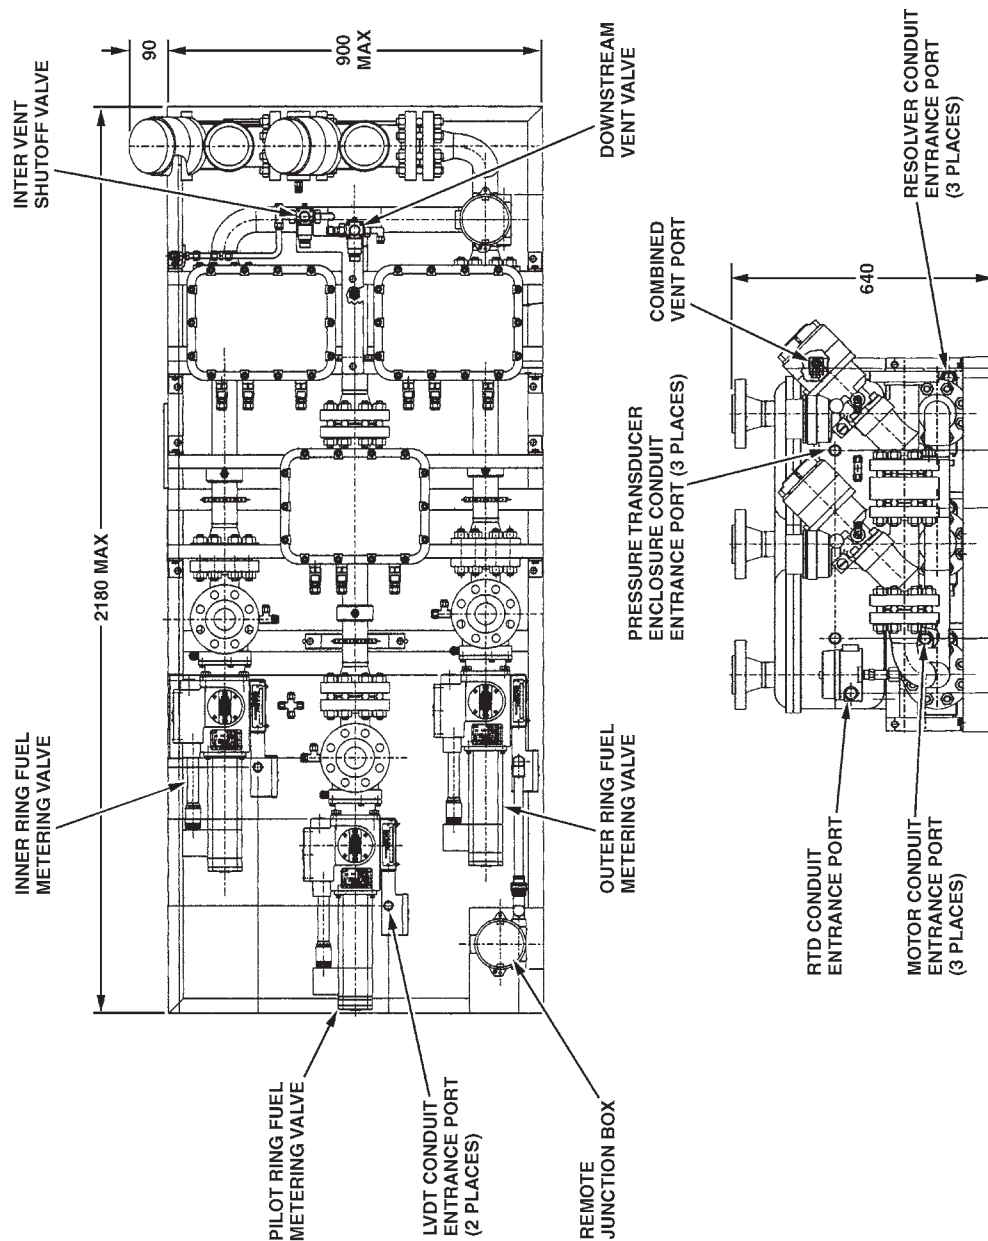 INTER VENT
SHUTOFF VALVE
90
900
MAX
DOWNSTREAM
VENT VALVE
2180 MAX
INNER RING FUEL
METERING VALVE
OUTER RING FUEL
METERING VALVE
PILOT RING FUEL
METERING VALVE
LVDT CONDUIT
ENTRANCE PORT
(2 PLACES)
REMOTE
JUNCTION BOX
RESOLVER CONDUIT
ENTRANCE PORT
(3 PLACES)
640
COMBINED
VENT PORT
PRESSURE TRANSDUCER
ENCLOSURE CONDUIT
ENTRANCE PORT (3 PLACES)
RTD CONDUIT
ENTRANCE PORT
MOTOR CONDUIT
ENTRANCE PORT
(3 PLACES)